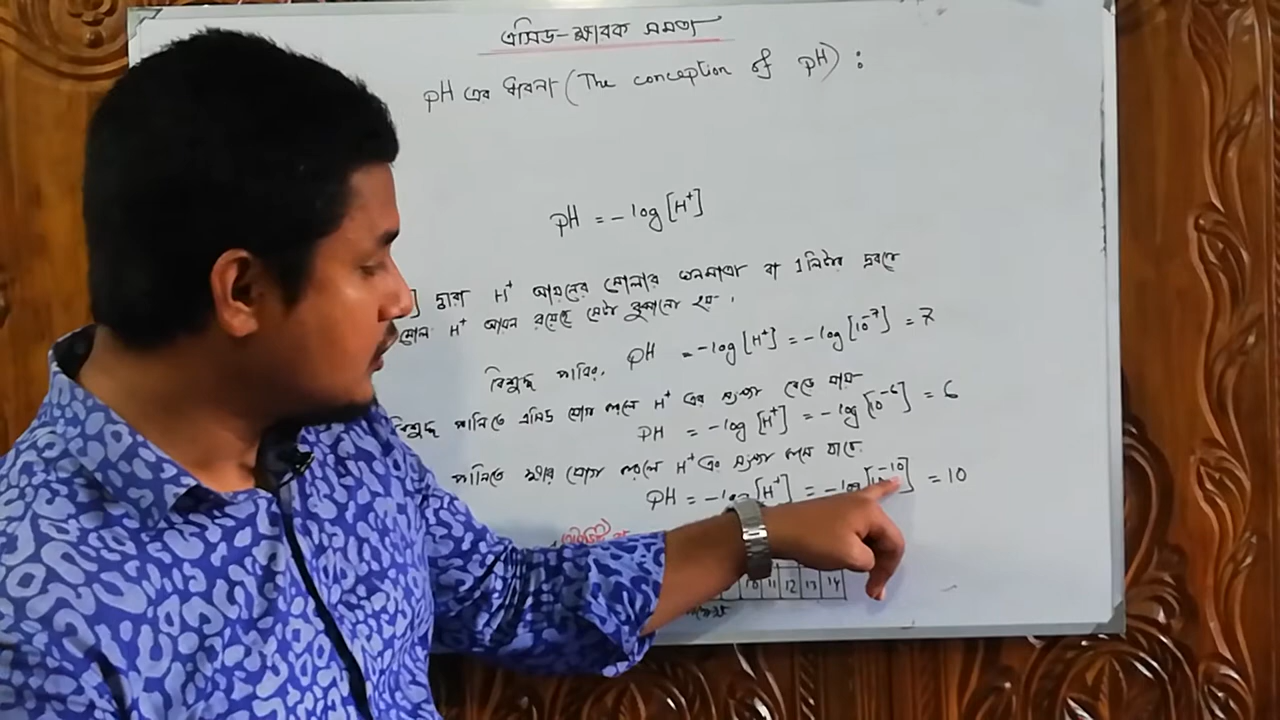 এসিড-ক্ষারক সমতা
pH এর ধারনা (The conception of pH) :
pH = - log [H⁺]
] দ্বারা H⁺ আয়নের মোলার ঘনমাত্রা বা 1 লিটার দ্রবণে
মোল H⁺ আয়ন রয়েছে সেটা বুঝানো হয়।
বিশুদ্ধ পানির, pH = -log [H⁺] = -log [10⁻⁷] = 7
বিশুদ্ধ পানিতে এসিড যোগ করলে H⁺ এর সংখ্যা বেড়ে যায়-
pH = -log [H⁺] = -log [10⁻⁶] = 6
পানিতে ক্ষার যোগ করলে H⁺ এর সংখ্যা কমে যাবে.
pH = -log [H⁺] = -log [10⁻¹⁰] = 10
10 11 12 13 14